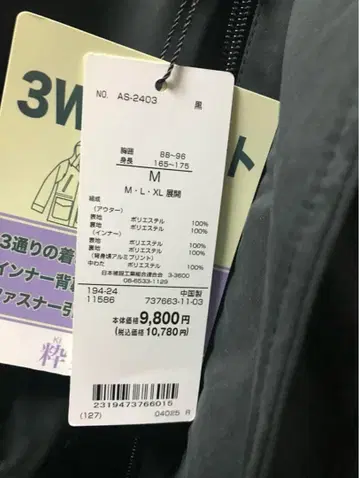 NO. AS-2403 黒
胸囲 88-96
身長 165-175
M
M・L・XL 展開
組成
(アウター)
表地 ポリエステル 100%
裏地 ポリエステル 100%
(インナー)
表地 ポリエステル 100%
裏地 ポリエステル 100%
(後身頃アルミプリント)
中わた ポリエステル 100%
日本被服工業組合連合会 3-3600
08-6533-1129
194-24 中国製
11586 737663-11-03
本体価格 9,800円
(税込価格 10,780円)
2319473766015
(127) 04025 R
3W
ト
3通りの着
インナー背
ファスナー引
粋